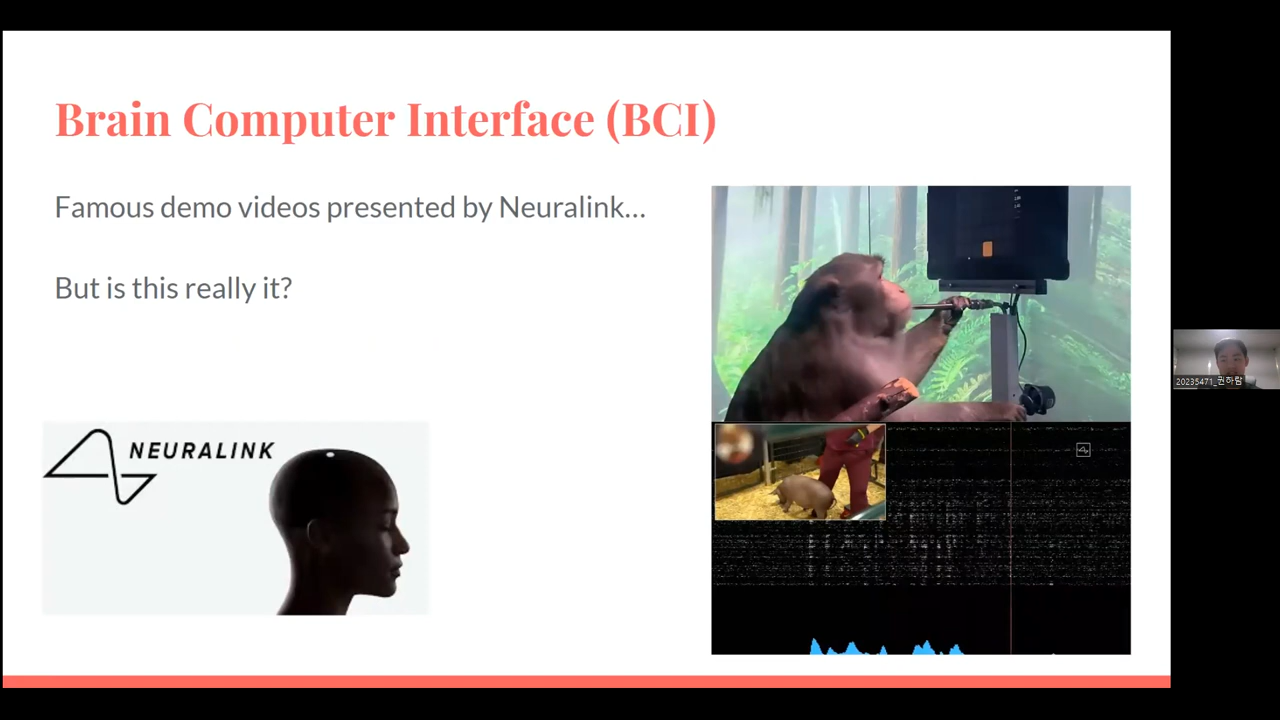 Brain Computer Interface (BCI)
Famous demo videos presented by Neuralink...
But is this really it?
NEURALINK
20235471_권하람